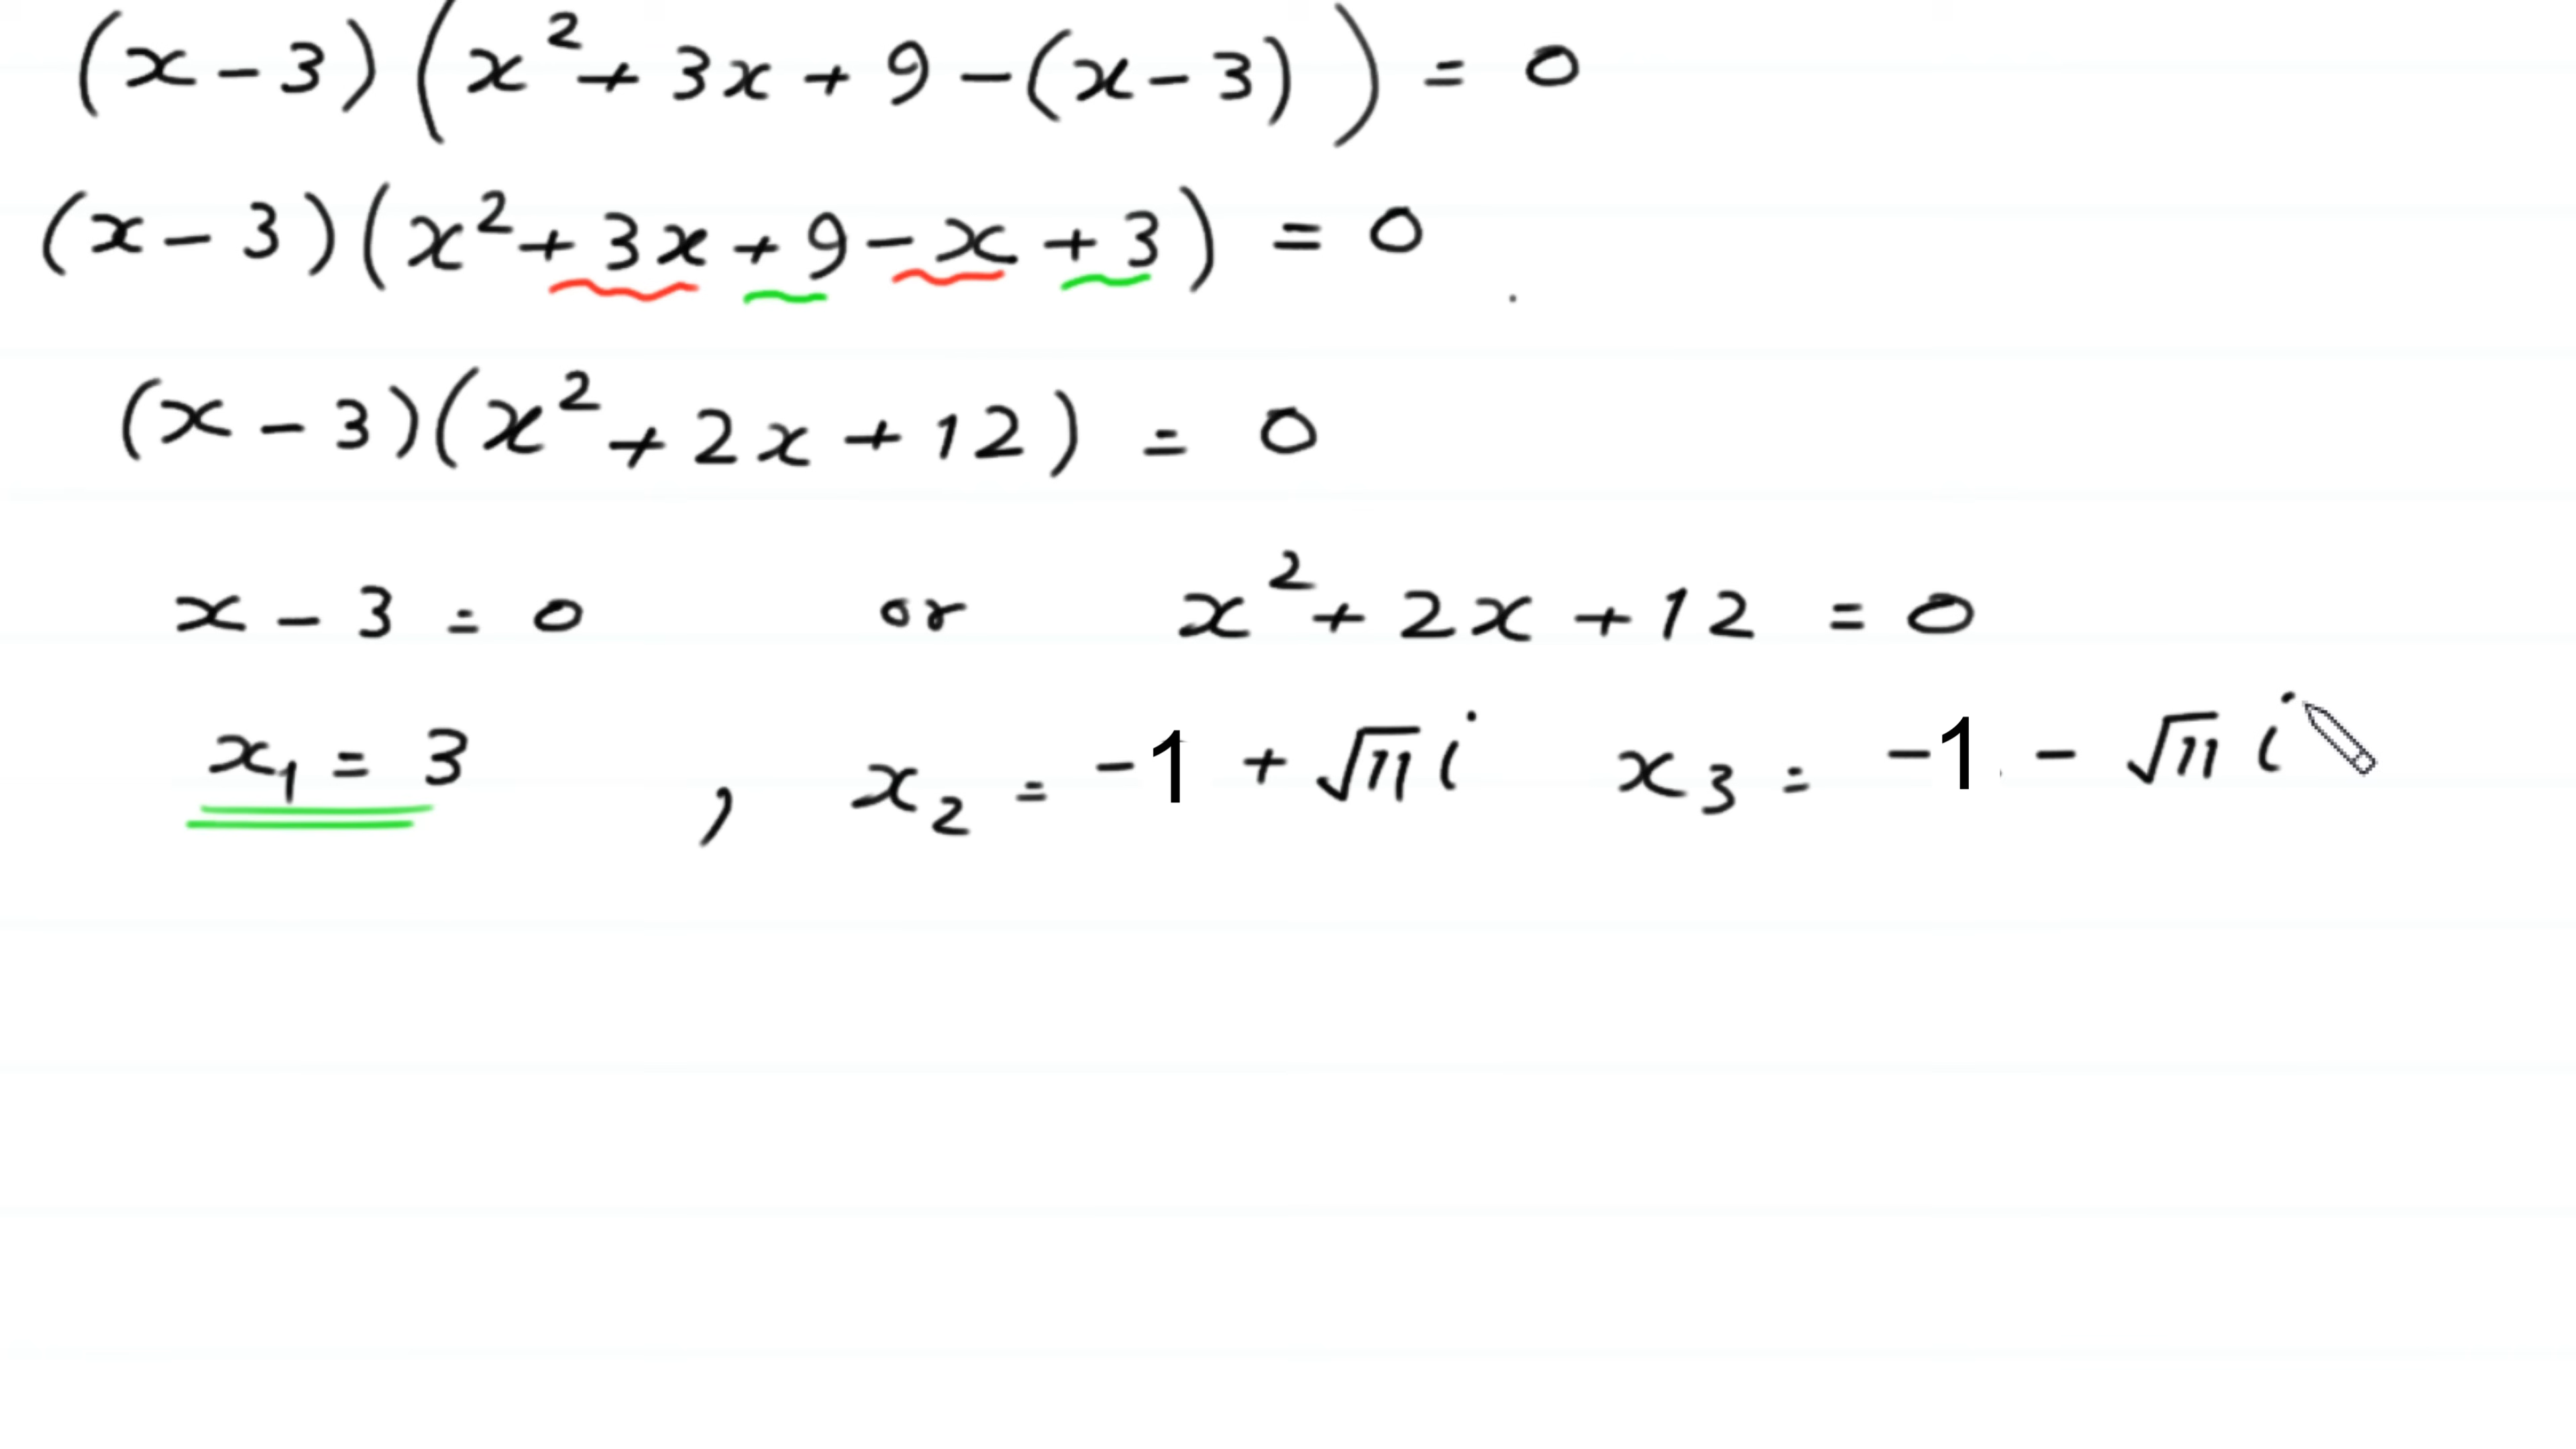 (x - 3)(x² + 3x + 9 - (x - 3)) = 0
(x - 3)(x² + 3x + 9 - x + 3) = 0
(x - 3)(x² + 2x + 12) = 0
x - 3 = 0 or x² + 2x + 12 = 0
x₁ = 3 , x₂ = -1 + √11 i x₃ = -1 - √11 i